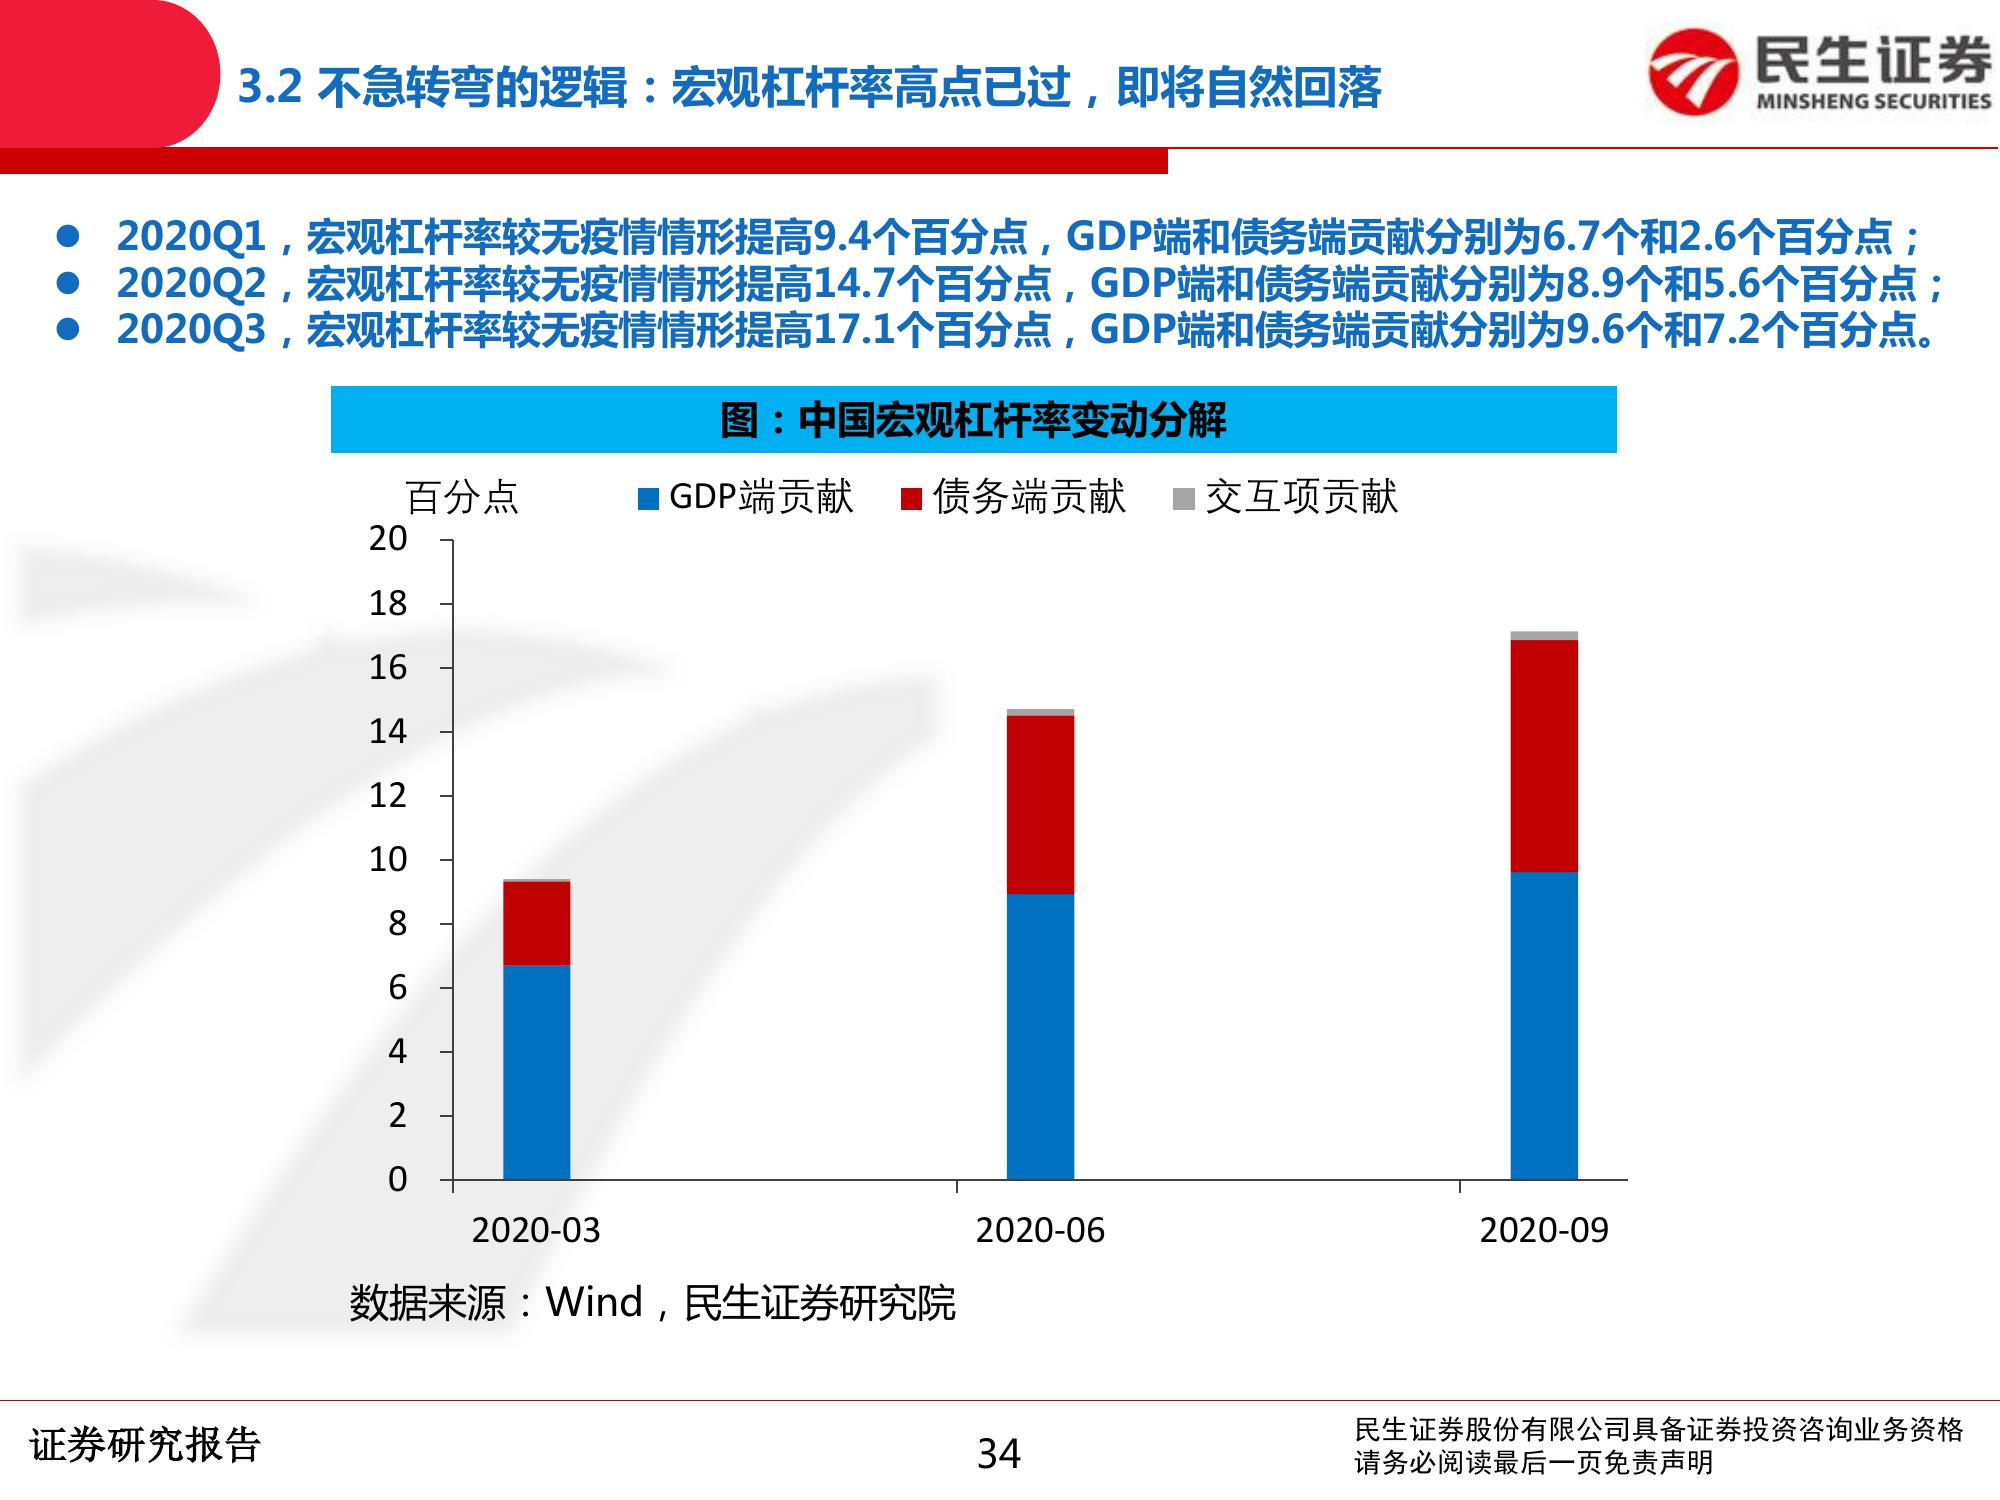 3.2 不急转弯的逻辑：宏观杠杆率高点已过，即将自然回落
民生证券
MINSHENG SECURITIES
● 2020Q1，宏观杠杆率较无疫情情形提高9.4个百分点，GDP端和债务端贡献分别为6.7个和2.6个百分点；
● 2020Q2，宏观杠杆率较无疫情情形提高14.7个百分点，GDP端和债务端贡献分别为8.9个和5.6个百分点；
● 2020Q3，宏观杠杆率较无疫情情形提高17.1个百分点，GDP端和债务端贡献分别为9.6个和7.2个百分点。
图：中国宏观杠杆率变动分解
百分点 GDP端贡献 债务端贡献 交互项贡献
20
18
16
14
12
10
8
6
4
2
0
2020-03 2020-06 2020-09
数据来源：Wind，民生证券研究院
证券研究报告
34
民生证券股份有限公司具备证券投资咨询业务资格
请务必阅读最后一页免责声明